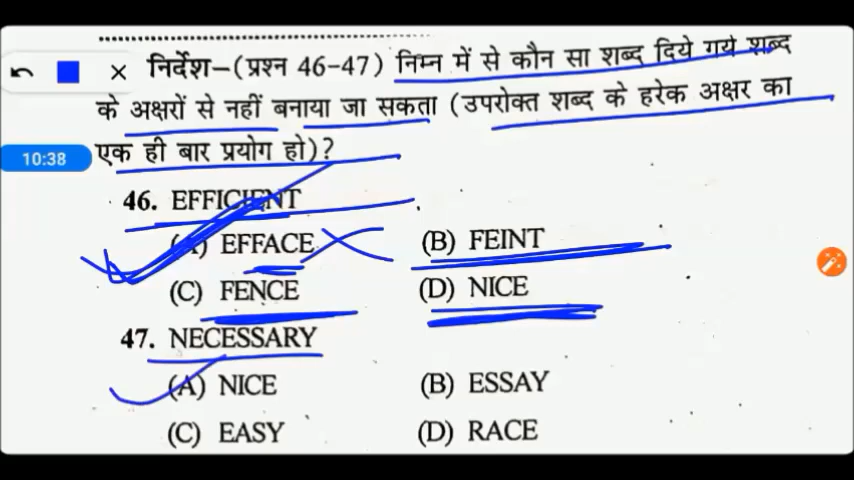 निर्देश–(प्रश्न 46-47) निम्न में से कौन सा शब्द दिये गये शब्द
के अक्षरों से नहीं बनाया जा सकता (उपरोक्त शब्द के हरेक अक्षर का
10:38 एक ही बार प्रयोग हो)?
46. EFFICIENT
(A) EFFACE (B) FEINT
(C) FENCE (D) NICE
47. NECESSARY
(A) NICE (B) ESSAY
(C) EASY (D) RACE